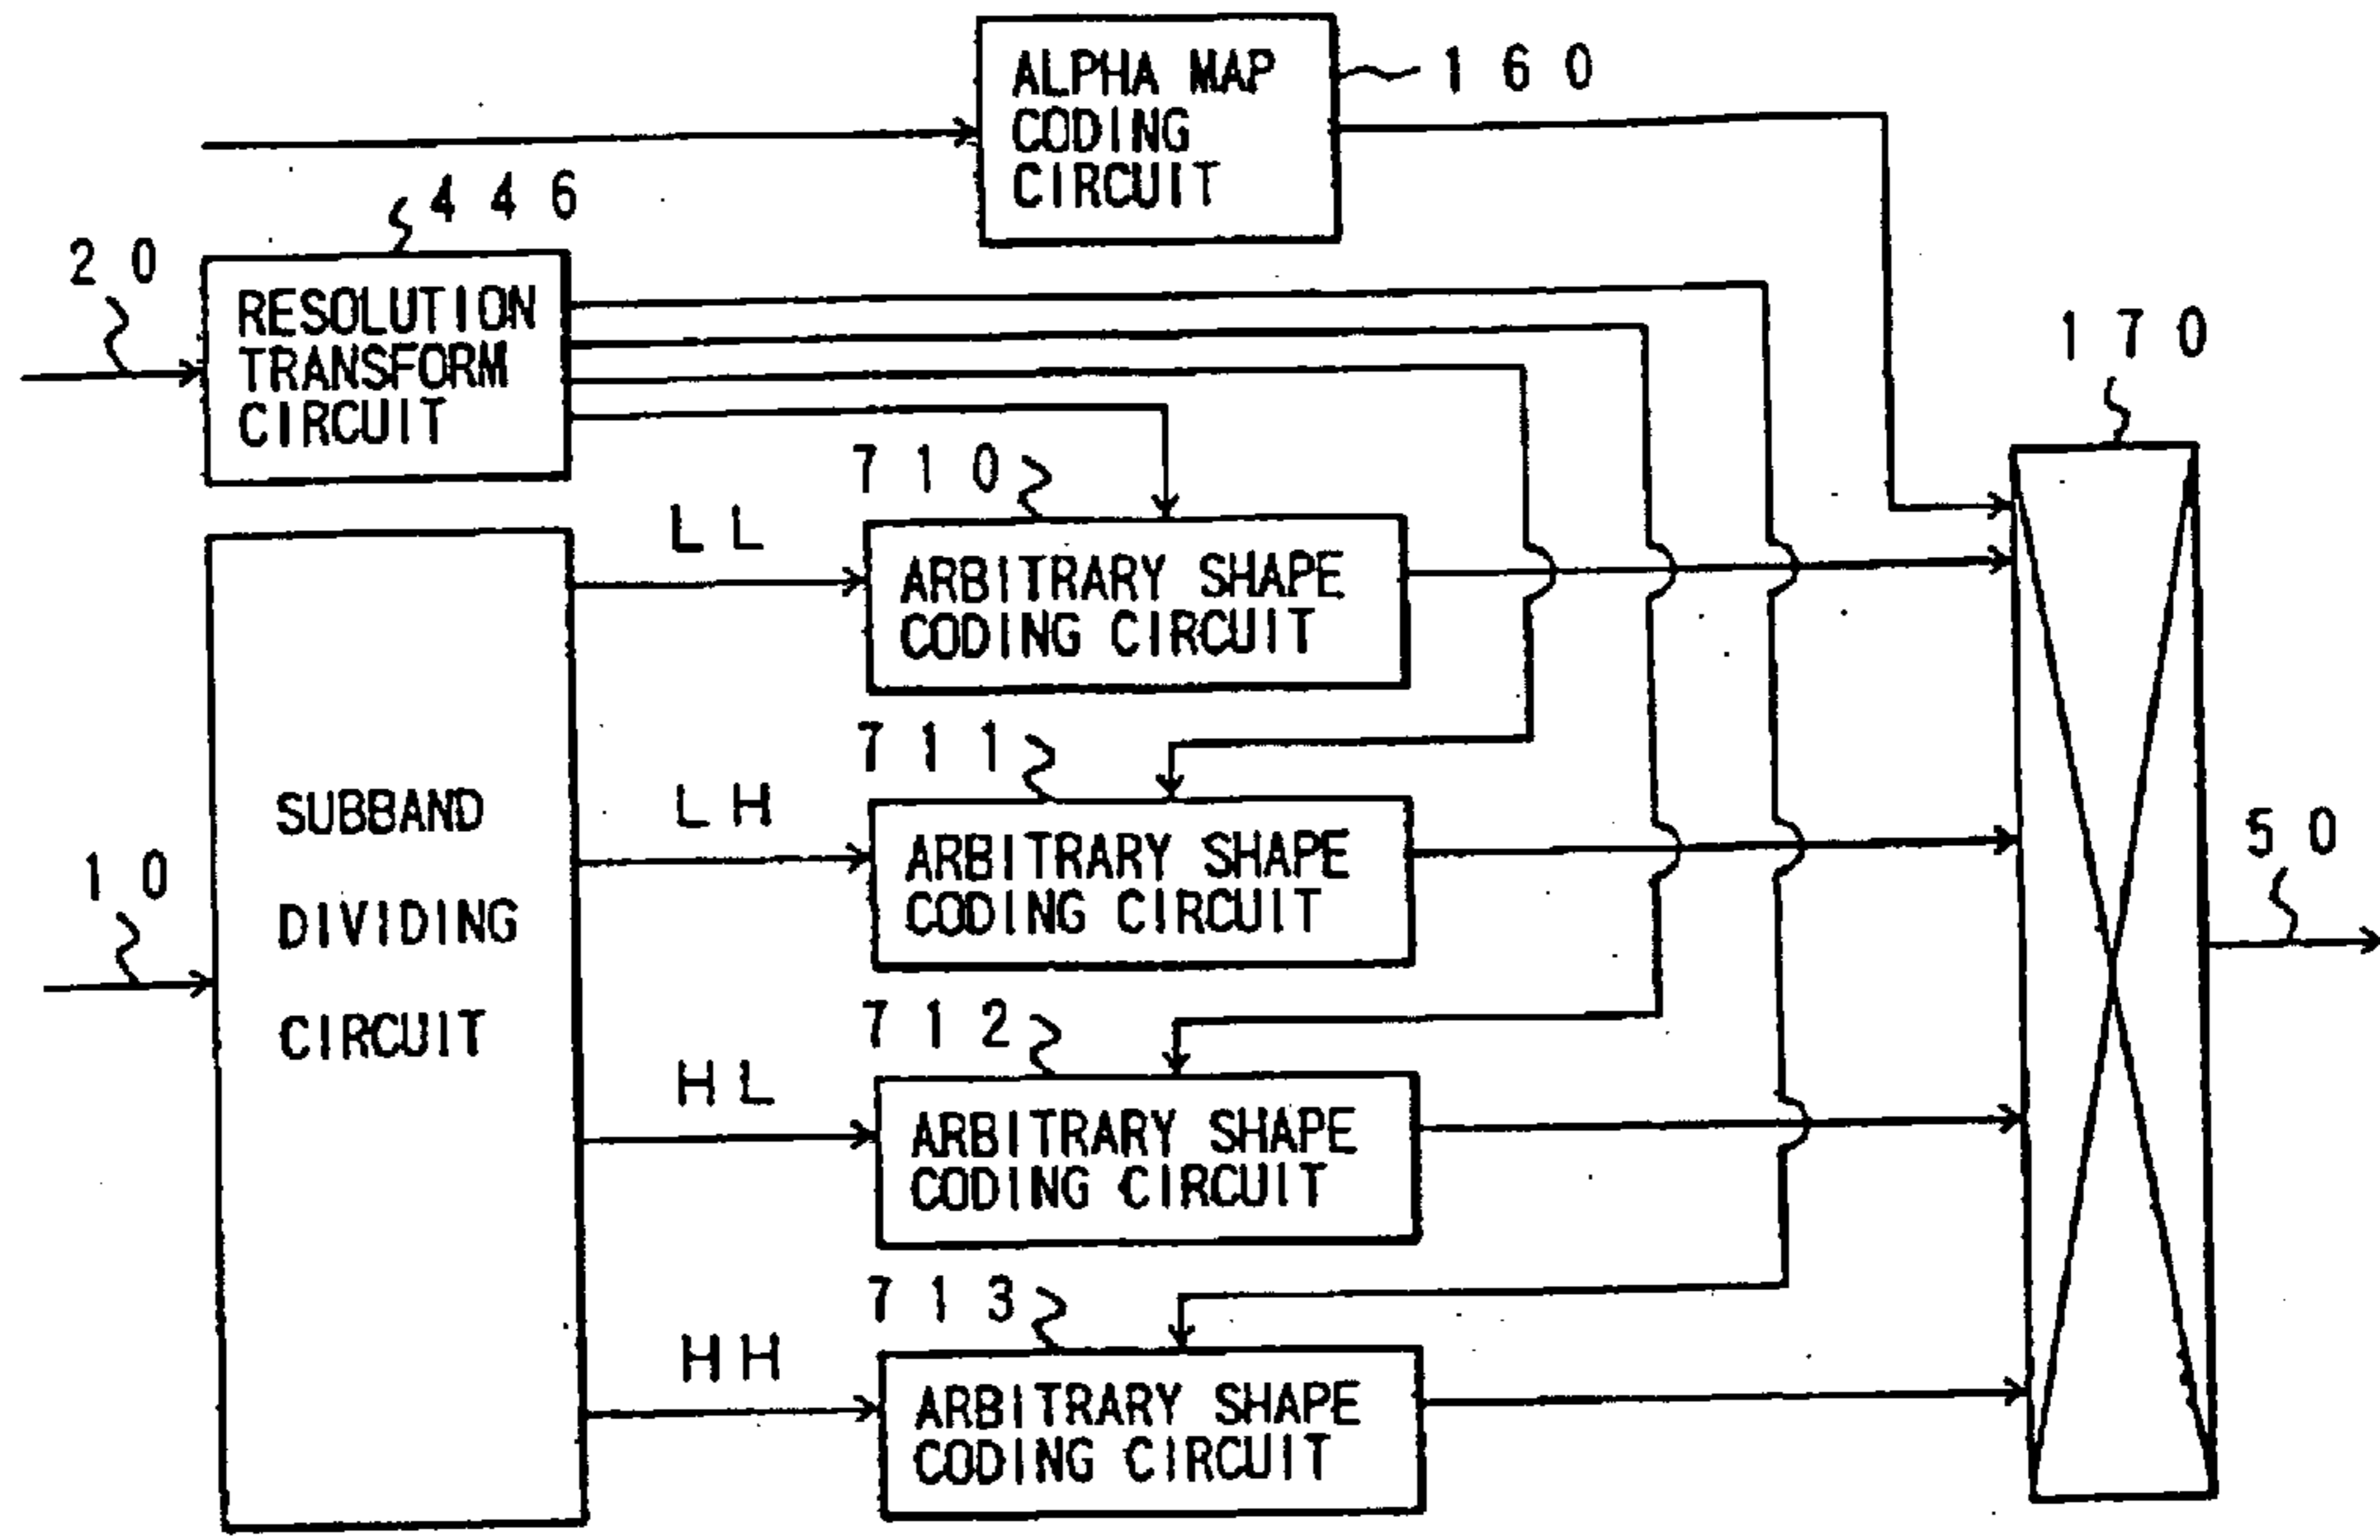 ALPHA MAP
CODING
CIRCUIT
160
446
20
RESOLUTION
TRANSFORM
CIRCUIT
170
710
LL
ARBITRARY SHAPE
CODING CIRCUIT
711
SUBBAND
DIVIDING
CIRCUIT
LH
ARBITRARY SHAPE
CODING CIRCUIT
10
50
712
HL
ARBITRARY SHAPE
CODING CIRCUIT
713
HH
ARBITRARY SHAPE
CODING CIRCUIT